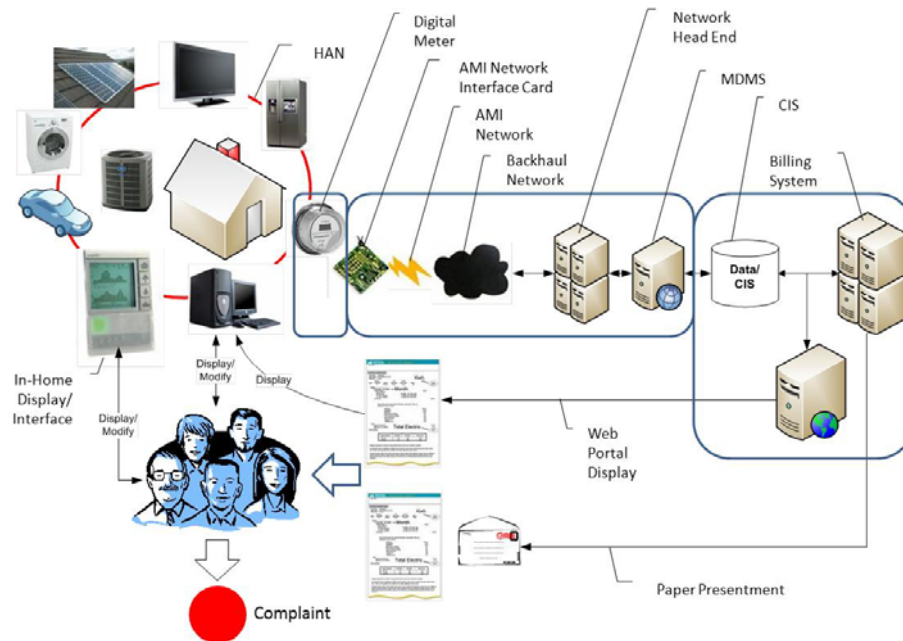 Digital
Meter
Network
Head End
HAN
AMI Network
Interface Card
MDMS
AMI
Network
CIS
Backhaul
Network
Billing
System
Data/
CIS
In-Home
Display/
Interface
Display/
Modify
Display/
Modify
Display
Web
Portal
Display
Total Electric
Total Electric
Paper Presentment
Complaint